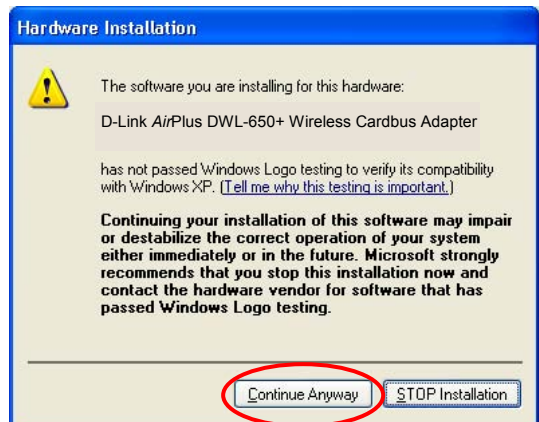 Hardware Installation
The software you are installing for this hardware:
D-Link AirPlus DWL-650+ Wireless Cardbus Adapter
has not passed Windows Logo testing to verify its compatibility
with Windows XP. (Tell me why this testing is important.)
Continuing your installation of this software may impair
or destabilize the correct operation of your system
either immediately or in the future. Microsoft strongly
recommends that you stop this installation now and
contact the hardware vendor for software that has
passed Windows Logo testing.
Continue Anyway
STOP Installation